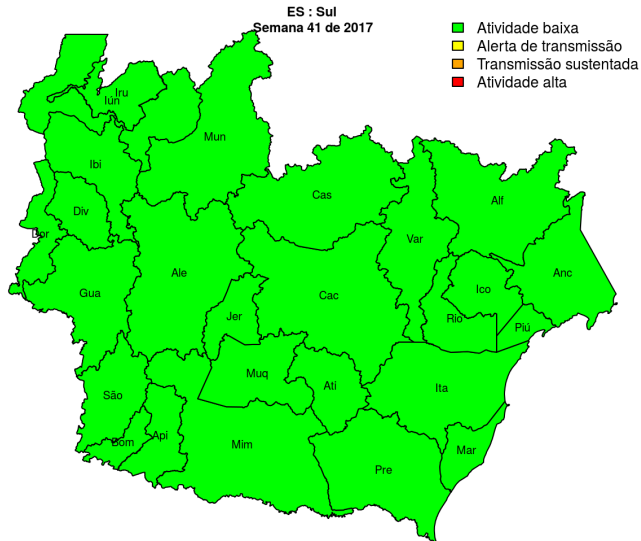 ES : Sul
Semana 41 de 2017
Atividade baixa
Alerta de transmissão
Transmissão sustentada
Atividade alta
Iru
Iún
Mun
Ibi
Cas
Alf
Div
Dor
Var
Ale
Anc
Gua
Cac
Ico
Jer
Rio
Piú
Muq
Ati
Ita
São
Api
Bom
Mim
Mar
Pre